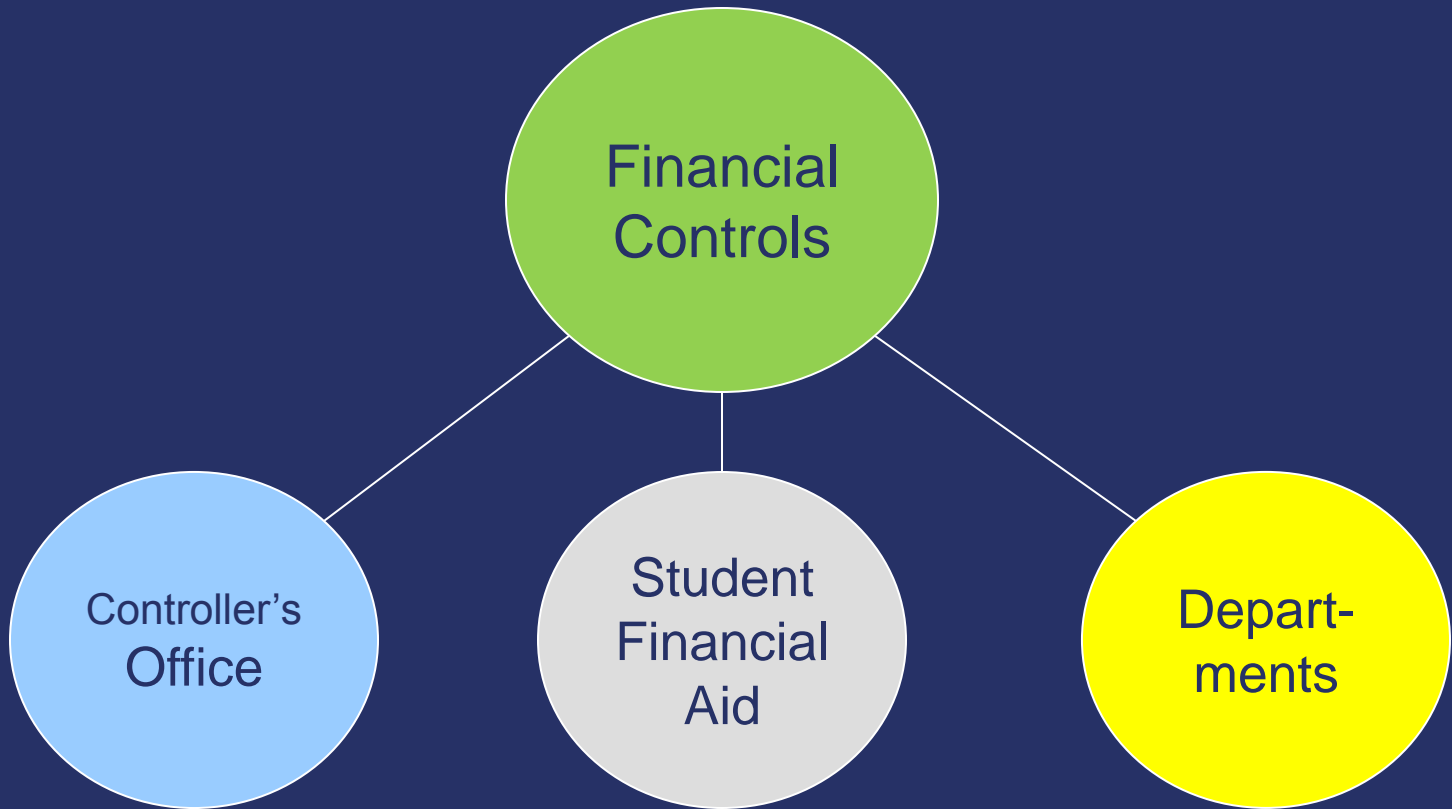 Financial
Controls
Controller’s
Office
Student
Financial
Aid
Depart-
ments